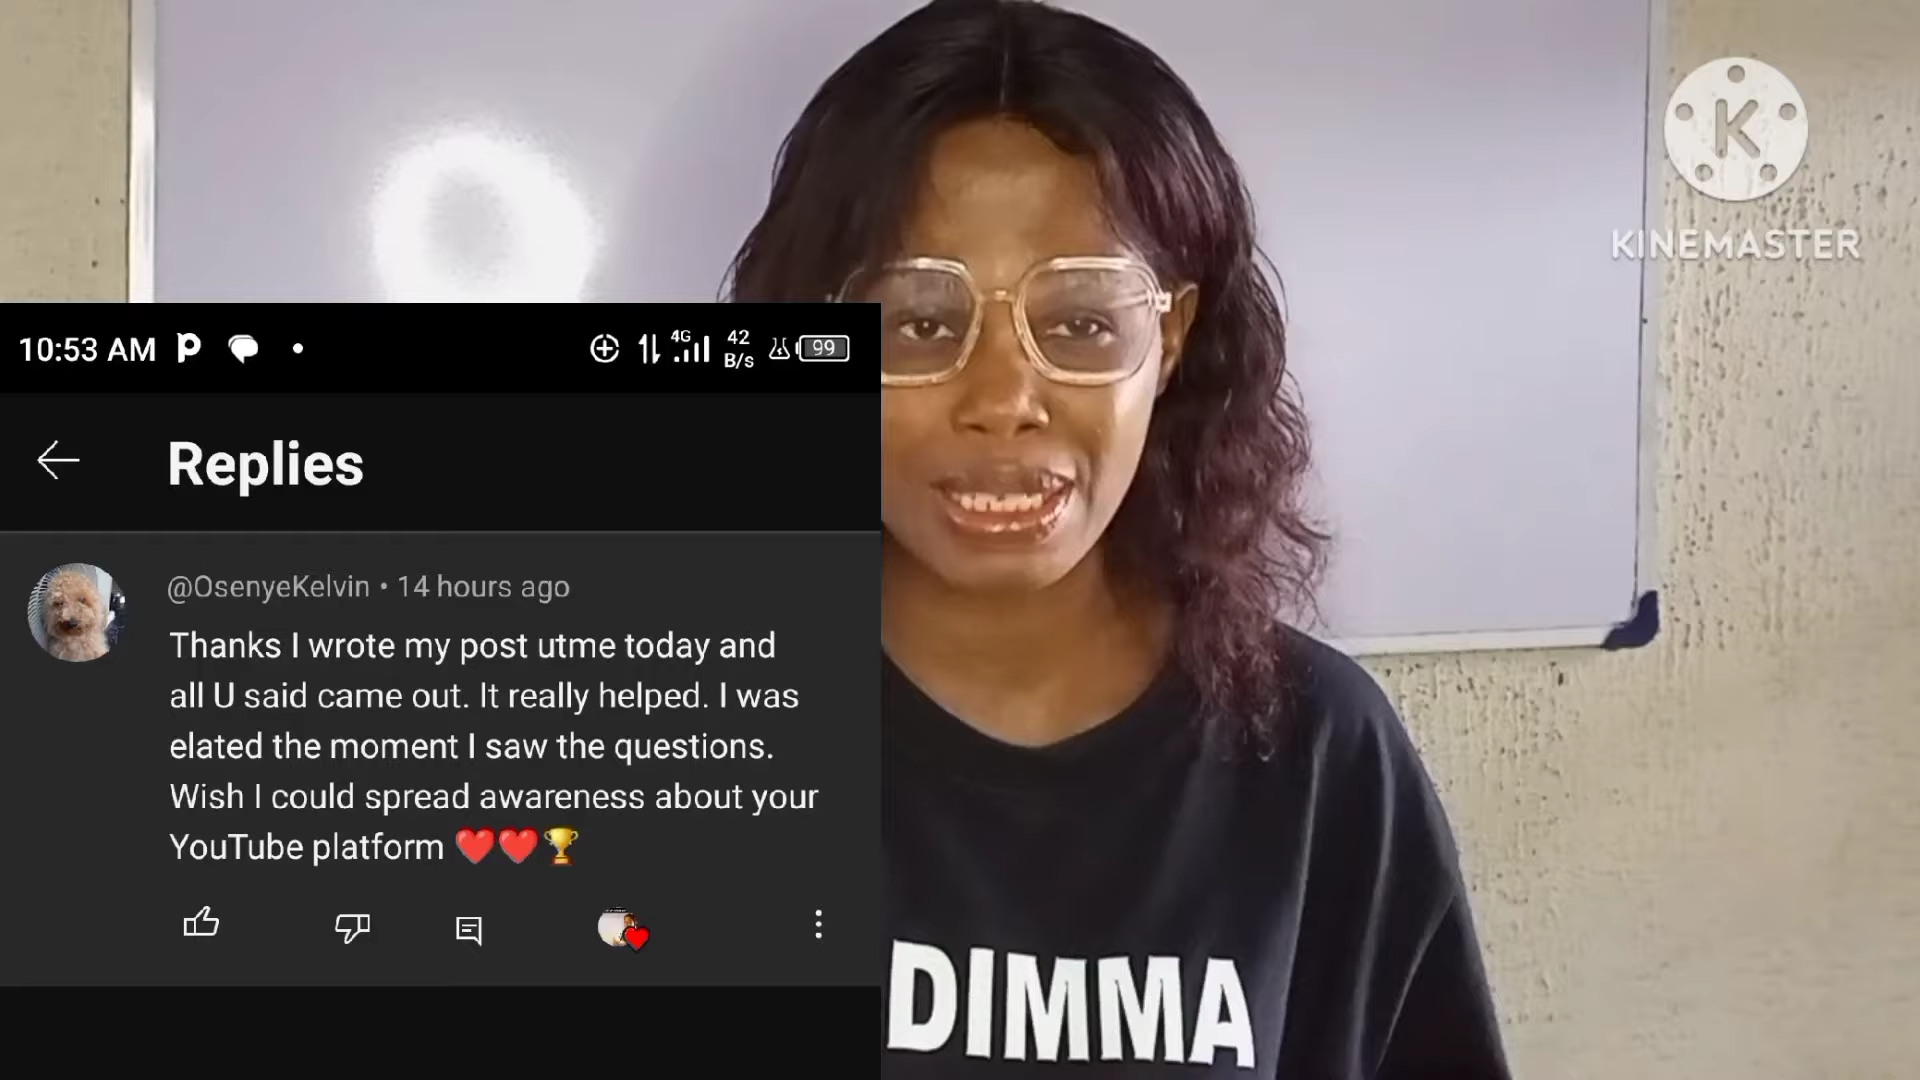 K
KINEMASTER
10:53 AM
4G
42
B/s
99
Replies
@OsenyeKelvin • 14 hours ago
Thanks I wrote my post utme today and
all U said came out. It really helped. I was
elated the moment I saw the questions.
Wish I could spread awareness about your
YouTube platform ❤️❤️🏆
DIMMA